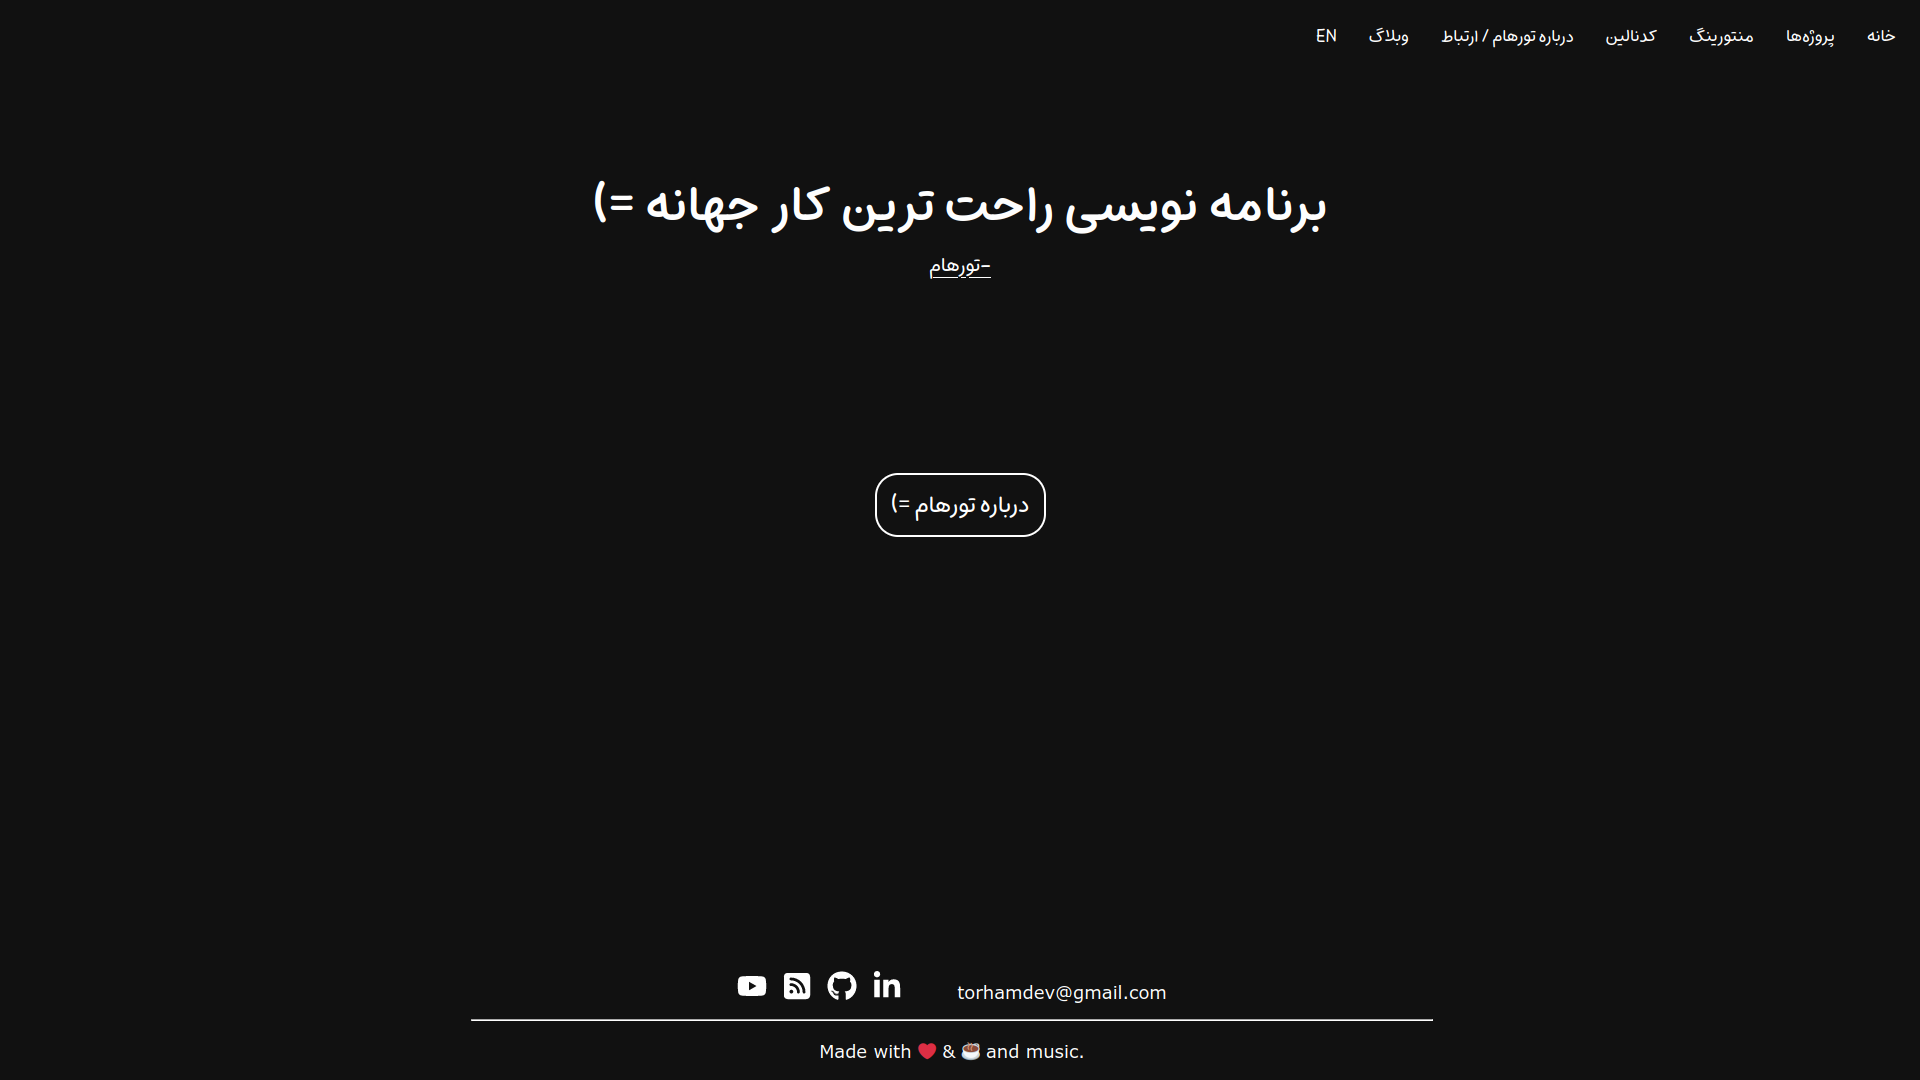 خانه پروژه‌ها منتورینگ کدنالین درباره تورهام / ارتباط وبلاگ EN
برنامه نویسی راحت ترین کار جهانه =)
-تورهام
درباره تورهام =)
torhamdev@gmail.com
Made with ❤️ & ☕ and music.